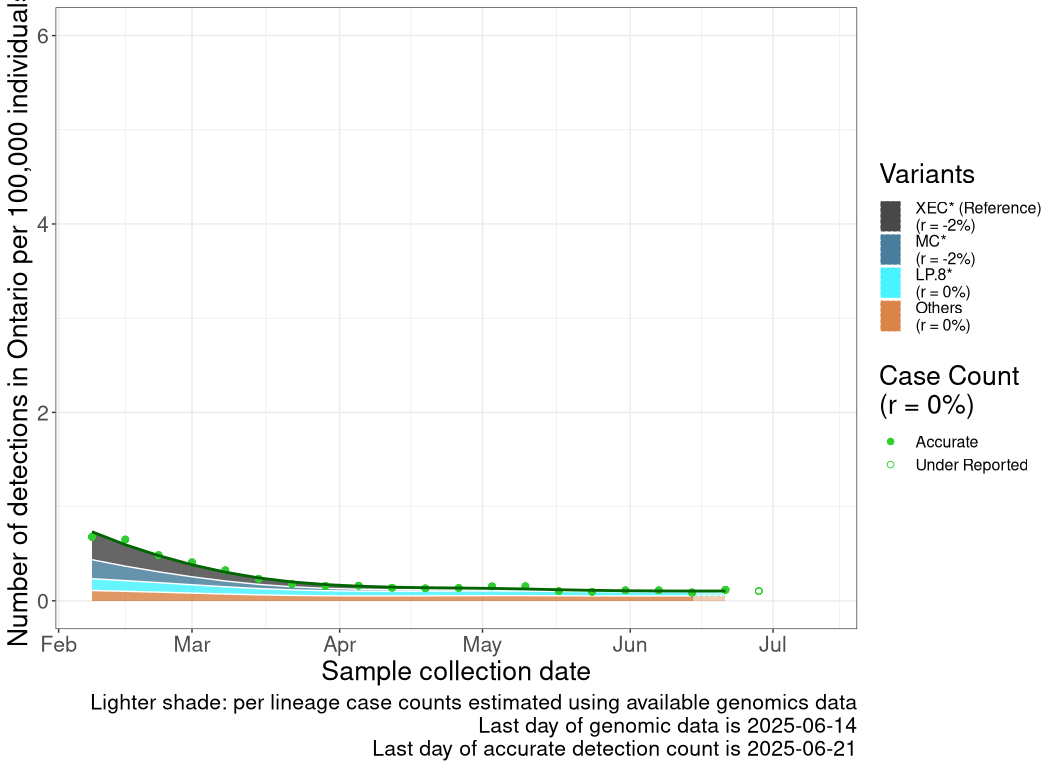 Number of detections in Ontario per 100,000 individuals
6
4
2
0
Feb
Mar
Apr
May
Jun
Jul
Sample collection date
Lighter shade: per lineage case counts estimated using available genomics data
Last day of genomic data is 2025-06-14
Last day of accurate detection count is 2025-06-21
Variants
XEC* (Reference)
(r = -2%)
MC*
(r = -2%)
LP.8*
(r = 0%)
Others
(r = 0%)
Case Count
(r = 0%)
Accurate
Under Reported